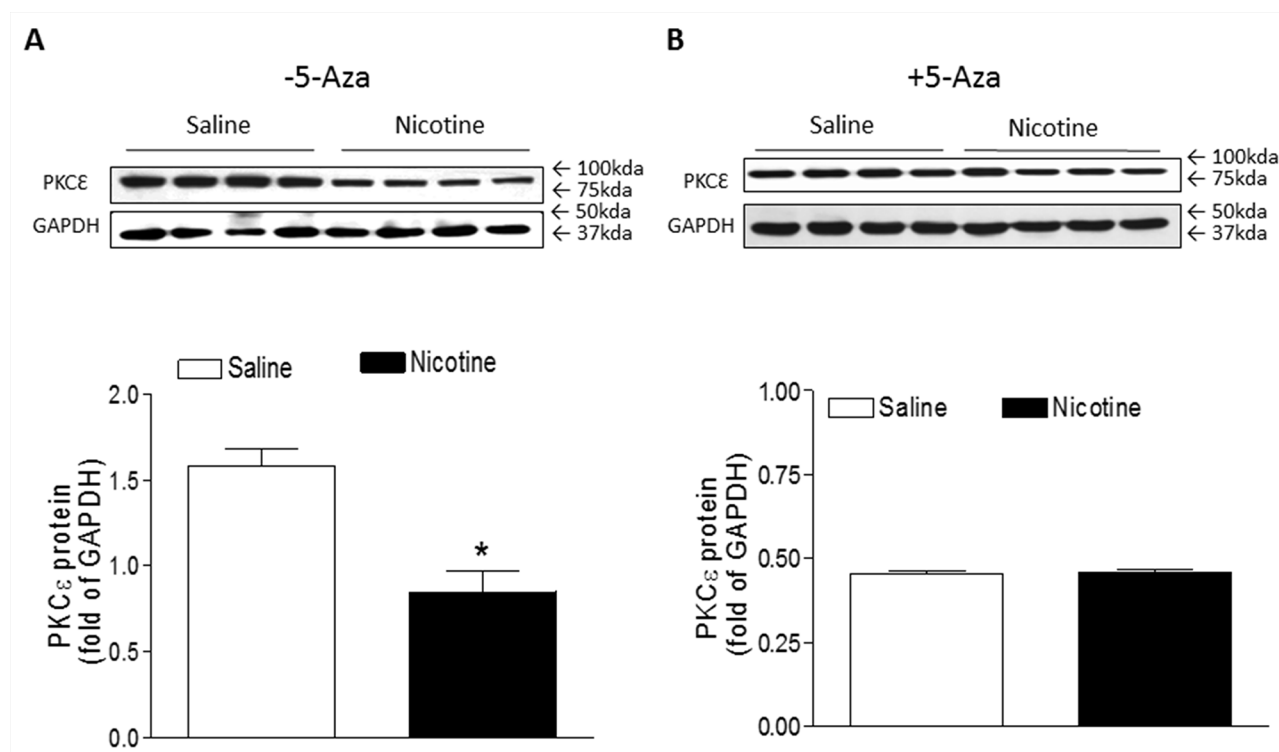 A
-5-Aza
Saline Nicotine
PKCε
← 100kda
← 75kda
GAPDH
← 50kda
← 37kda
Saline Nicotine
PKCε protein
(fold of GAPDH)
2.0
1.5
1.0
0.5
0.0
*
B
+5-Aza
Saline Nicotine
PKCε
← 100kda
← 75kda
GAPDH
← 50kda
← 37kda
Saline Nicotine
PKCε protein
(fold of GAPDH)
1.00
0.75
0.50
0.25
0.00